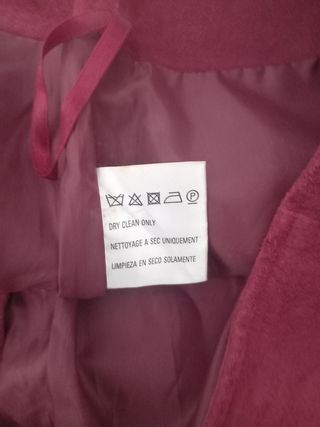 P
DRY CLEAN ONLY
NETTOYAGE A SEC UNIQUEMENT
LIMPIEZA EN SECO SOLAMENTE